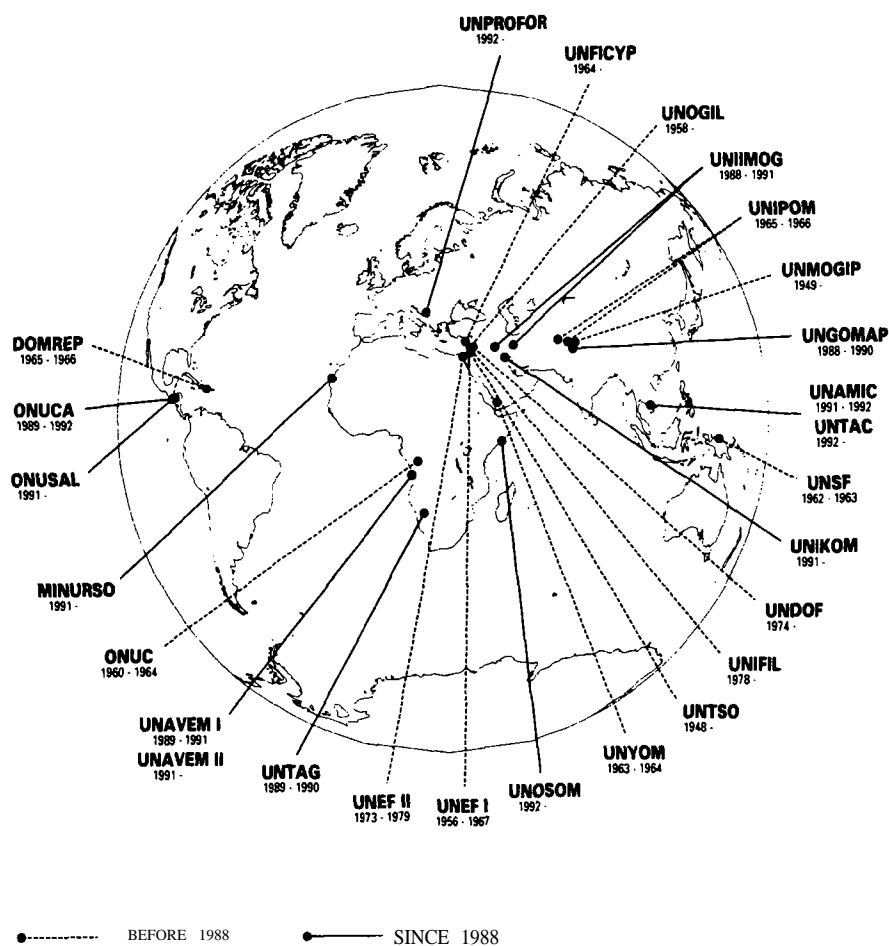 UNPROFOR
1992 -
UNFICYP
1964 -
UNOGIL
1958 -
UNIIMOG
1988 - 1991
UNIPOM
1965 - 1966
UNMOGIP
1949 -
UNGOMAP
1988 - 1990
UNAMIC
1991 - 1992
UNTAC
1992 -
UNSF
1962 - 1963
UNIKOM
1991 -
UNDOF
1974 -
UNIFIL
1978 -
UNTSO
1948 -
UNYOM
1963 - 1964
UNOSOM
1992 -
UNEF I
1956 - 1967
UNEF II
1973 - 1979
UNTAG
1989 - 1990
UNAVEM I
1989 - 1991
UNAVEM II
1991 -
ONUC
1960 - 1964
MINURSO
1991 -
ONUSAL
1991 -
ONUCA
1989 - 1992
DOMREP
1965 - 1966
BEFORE 1988
SINCE 1988